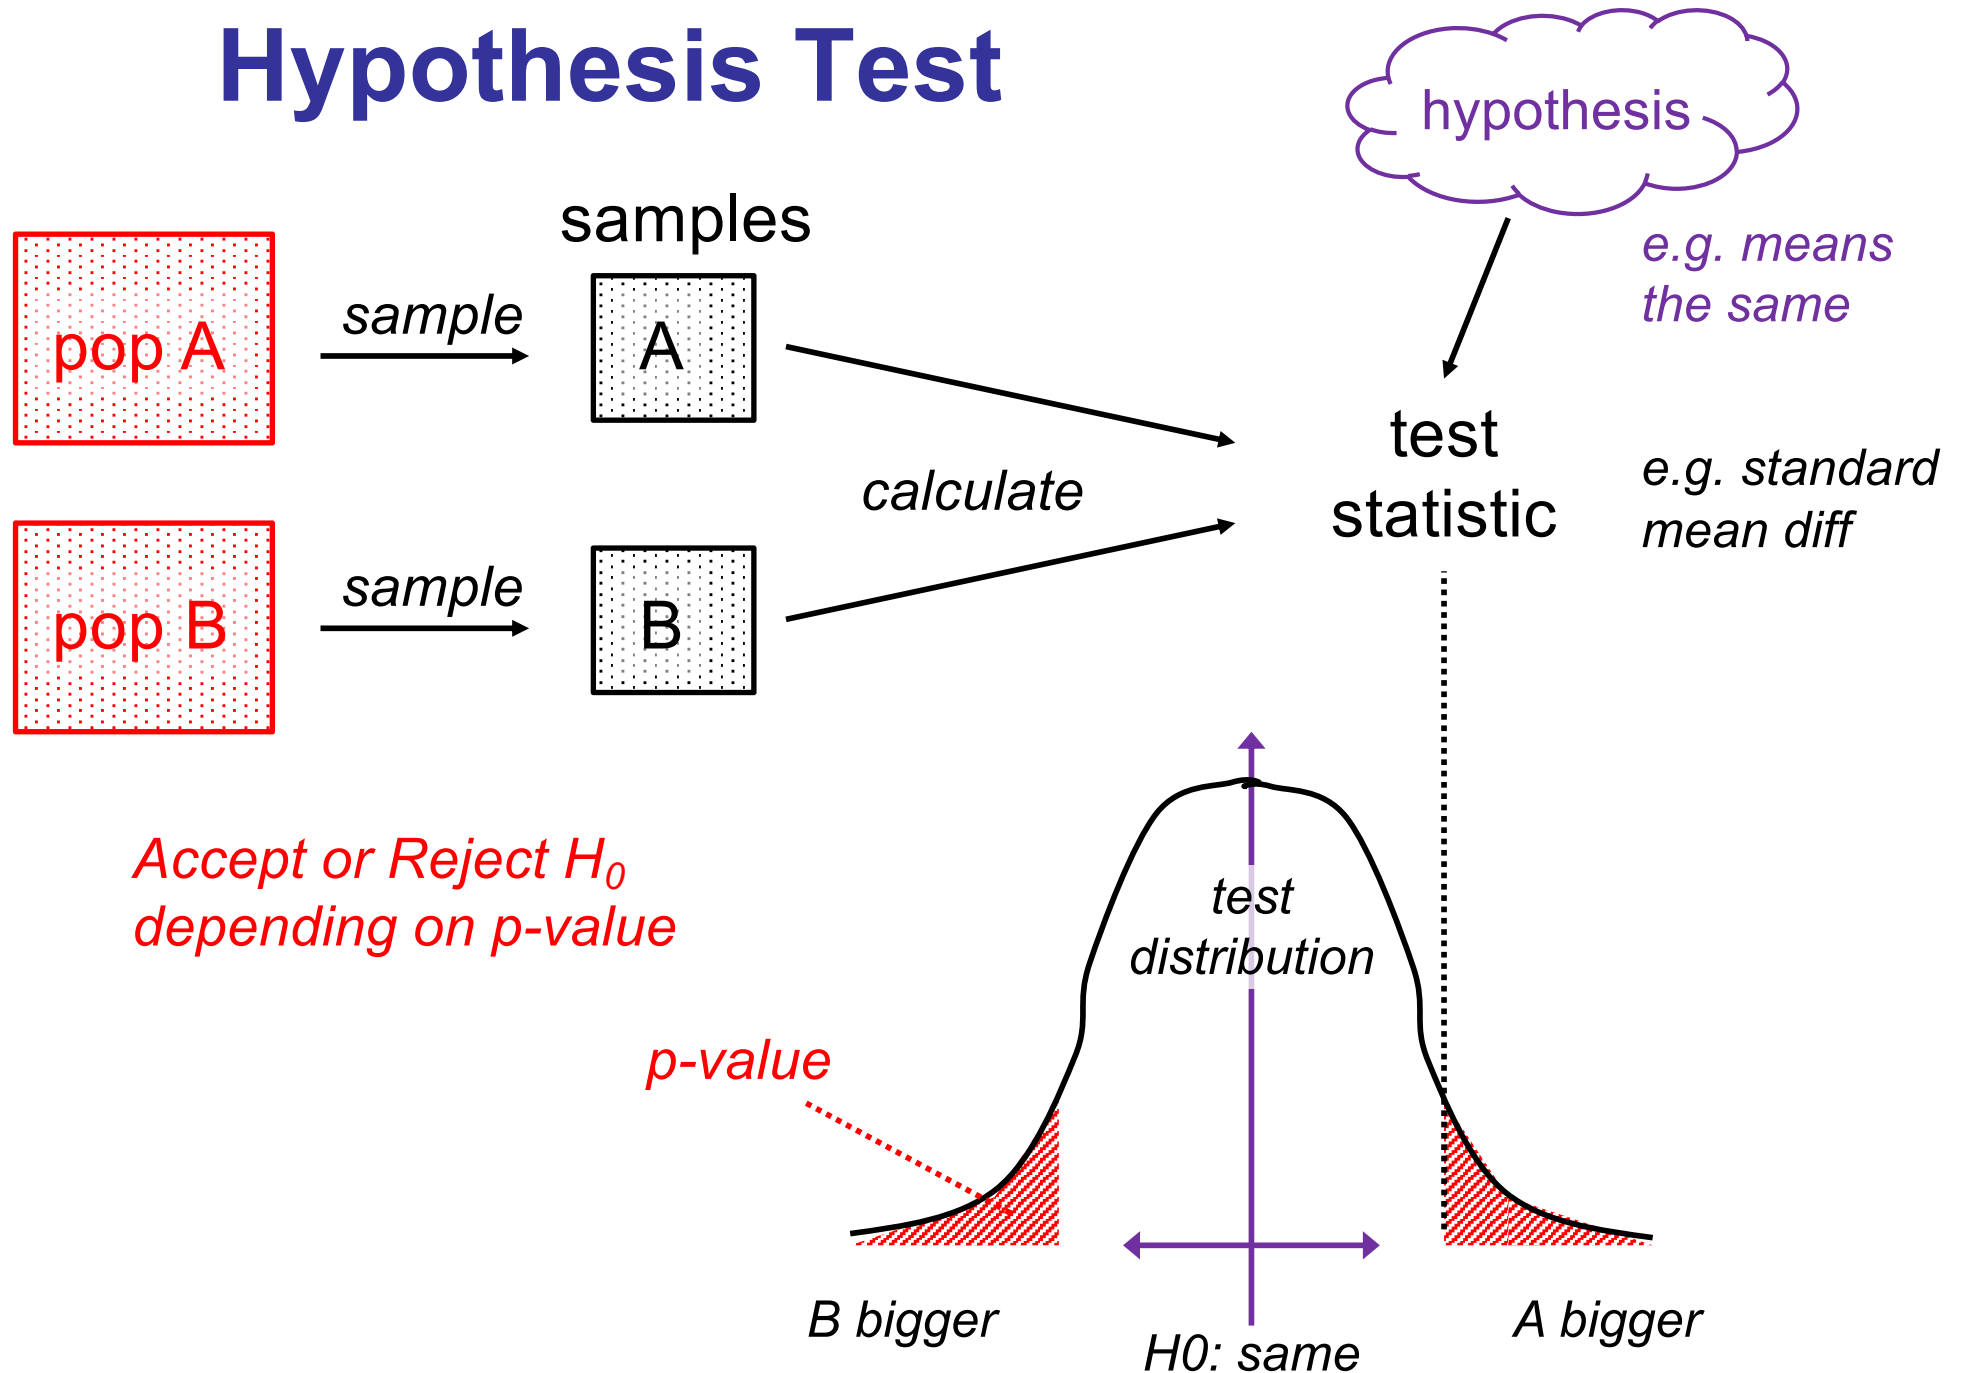 Hypothesis Test
hypothesis
e.g. means
the same
samples
pop A
sample
A
calculate
test
statistic
e.g. standard
mean diff
pop B
sample
B
Accept or Reject H₀
depending on p-value
test
distribution
p-value
B bigger
H0: same
A bigger